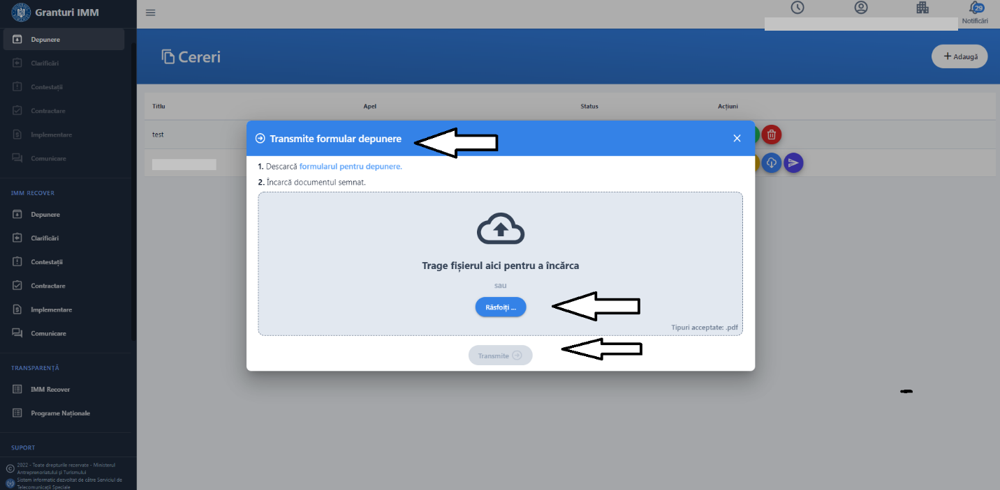 Granturi IMM
29
Notificări
Depunere
Clarificări
Contestații
Contractare
Implementare
Comunicare
IMM RECOVER
Depunere
Clarificări
Contestații
Contractare
Implementare
Comunicare
TRANSPARENȚĂ
IMM Recover
Programe Naționale
SUPORT
2022 - Toate drepturile rezervate - Ministerul
Antreprenoriatului și Turismului
Sistem informatic dezvoltat de către Serviciul de
Telecomunicații Speciale
Cereri
+ Adaugă
Titlu Apel Status Acțiuni
test
Transmite formular depunere
1. Descarcă formularul pentru depunere.
2. Încarcă documentul semnat.
Trage fișierul aici pentru a încărca
sau
Răsfoiți ...
Tipuri acceptate: .pdf
Transmite